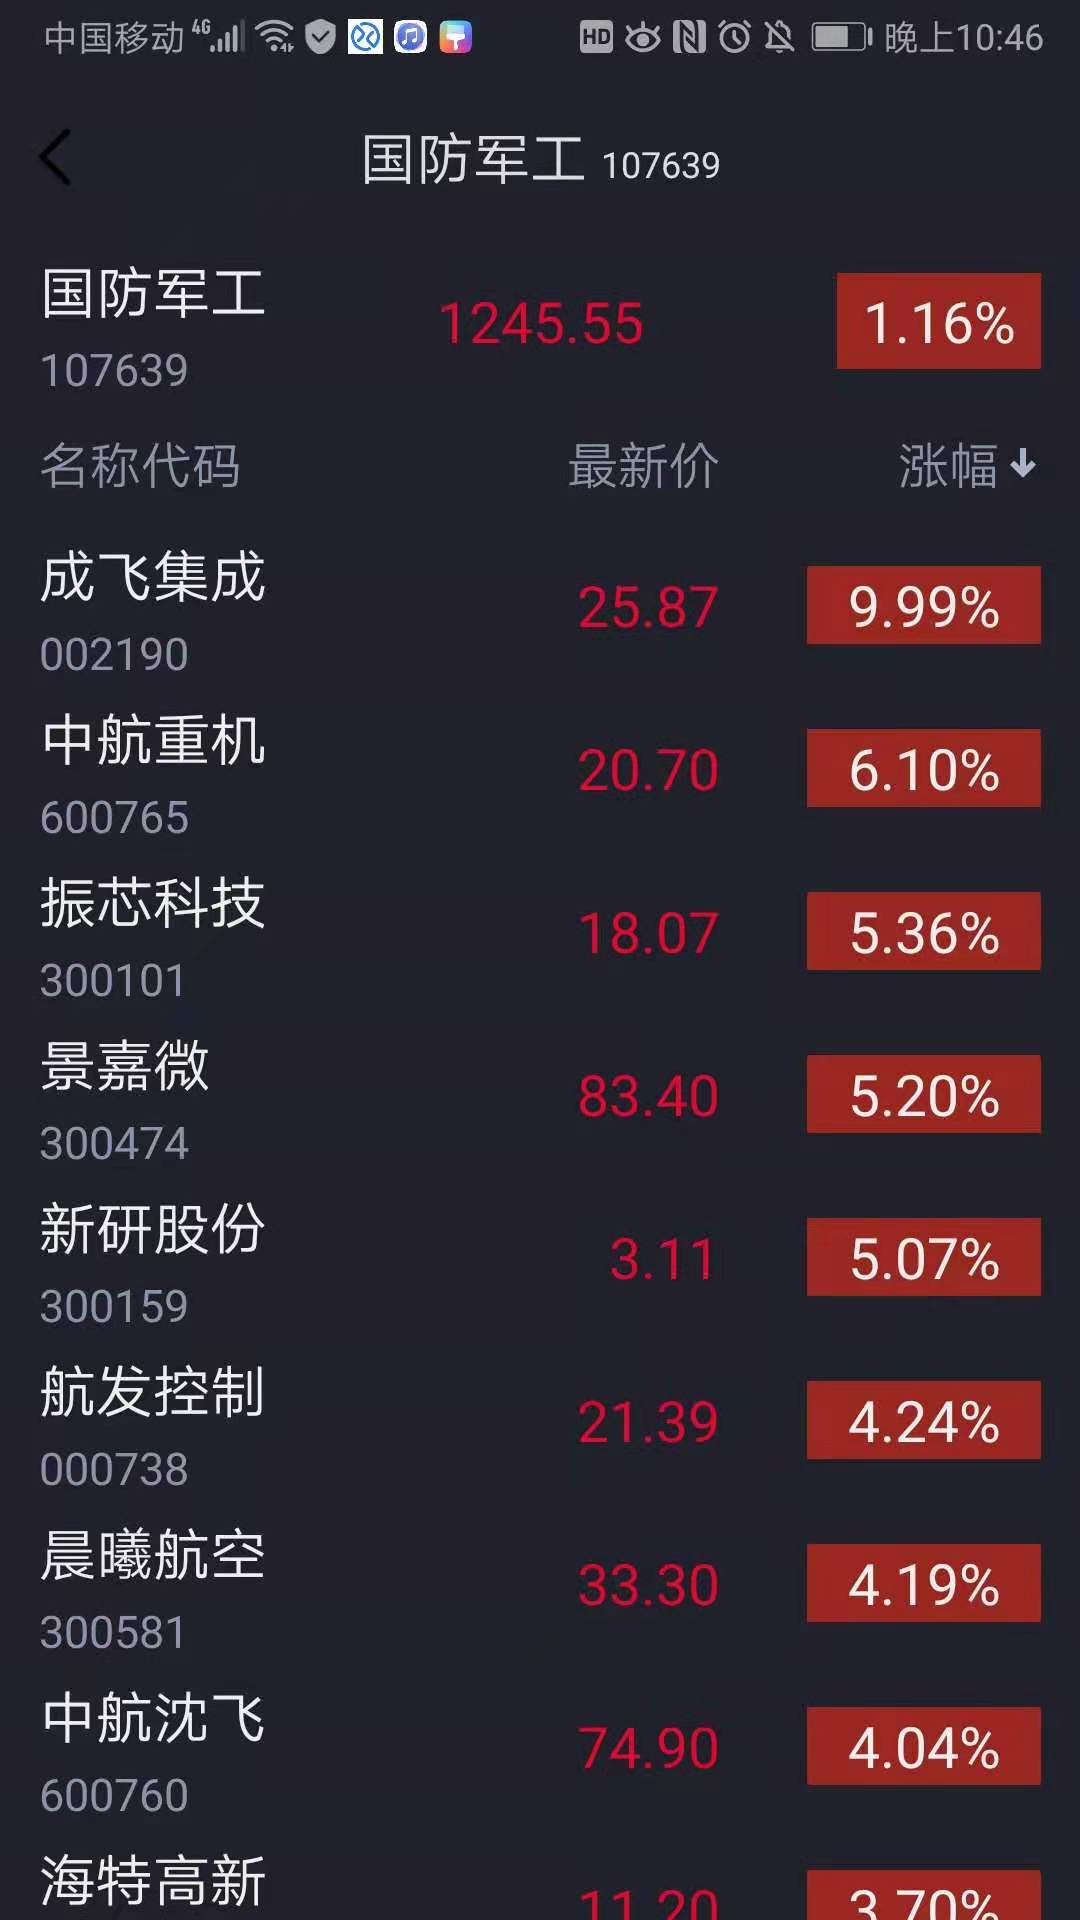 中国移动 4G HD 晚上10:46
国防军工 107639
国防军工 1245.55 1.16%
107639
名称代码 最新价 涨幅
成飞集成 25.87 9.99%
002190
中航重机 20.70 6.10%
600765
振芯科技 18.07 5.36%
300101
景嘉微 83.40 5.20%
300474
新研股份 3.11 5.07%
300159
航发控制 21.39 4.24%
000738
晨曦航空 33.30 4.19%
300581
中航沈飞 74.90 4.04%
600760
海特高新 11.20 3.70%